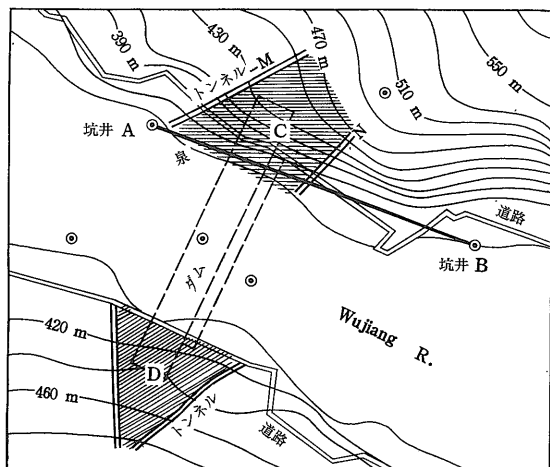 390 m
430 m
470 m
510 m
550 m
トンネル-M
坑井 A
泉
C
N
道路
坑井 B
ダム
Wujiang R.
420 m
460 m
D
トンネル
道路